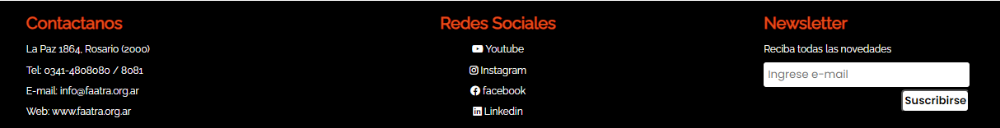 Contactanos
La Paz 1864, Rosario (2000)
Tel: 0341-4808080 / 8081
E-mail: info@faatra.org.ar
Web: www.faatra.org.ar
Redes Sociales
Youtube
Instagram
facebook
Linkedin
Newsletter
Reciba todas las novedades
Ingrese e-mail
Suscribirse